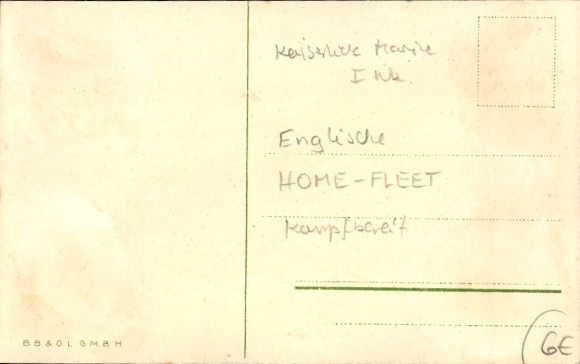 Kaiserliche Marine
I Wk.
Englische
HOME-FLEET
Kampfbereit
B.B & O.L. G.M.B.H.
6€